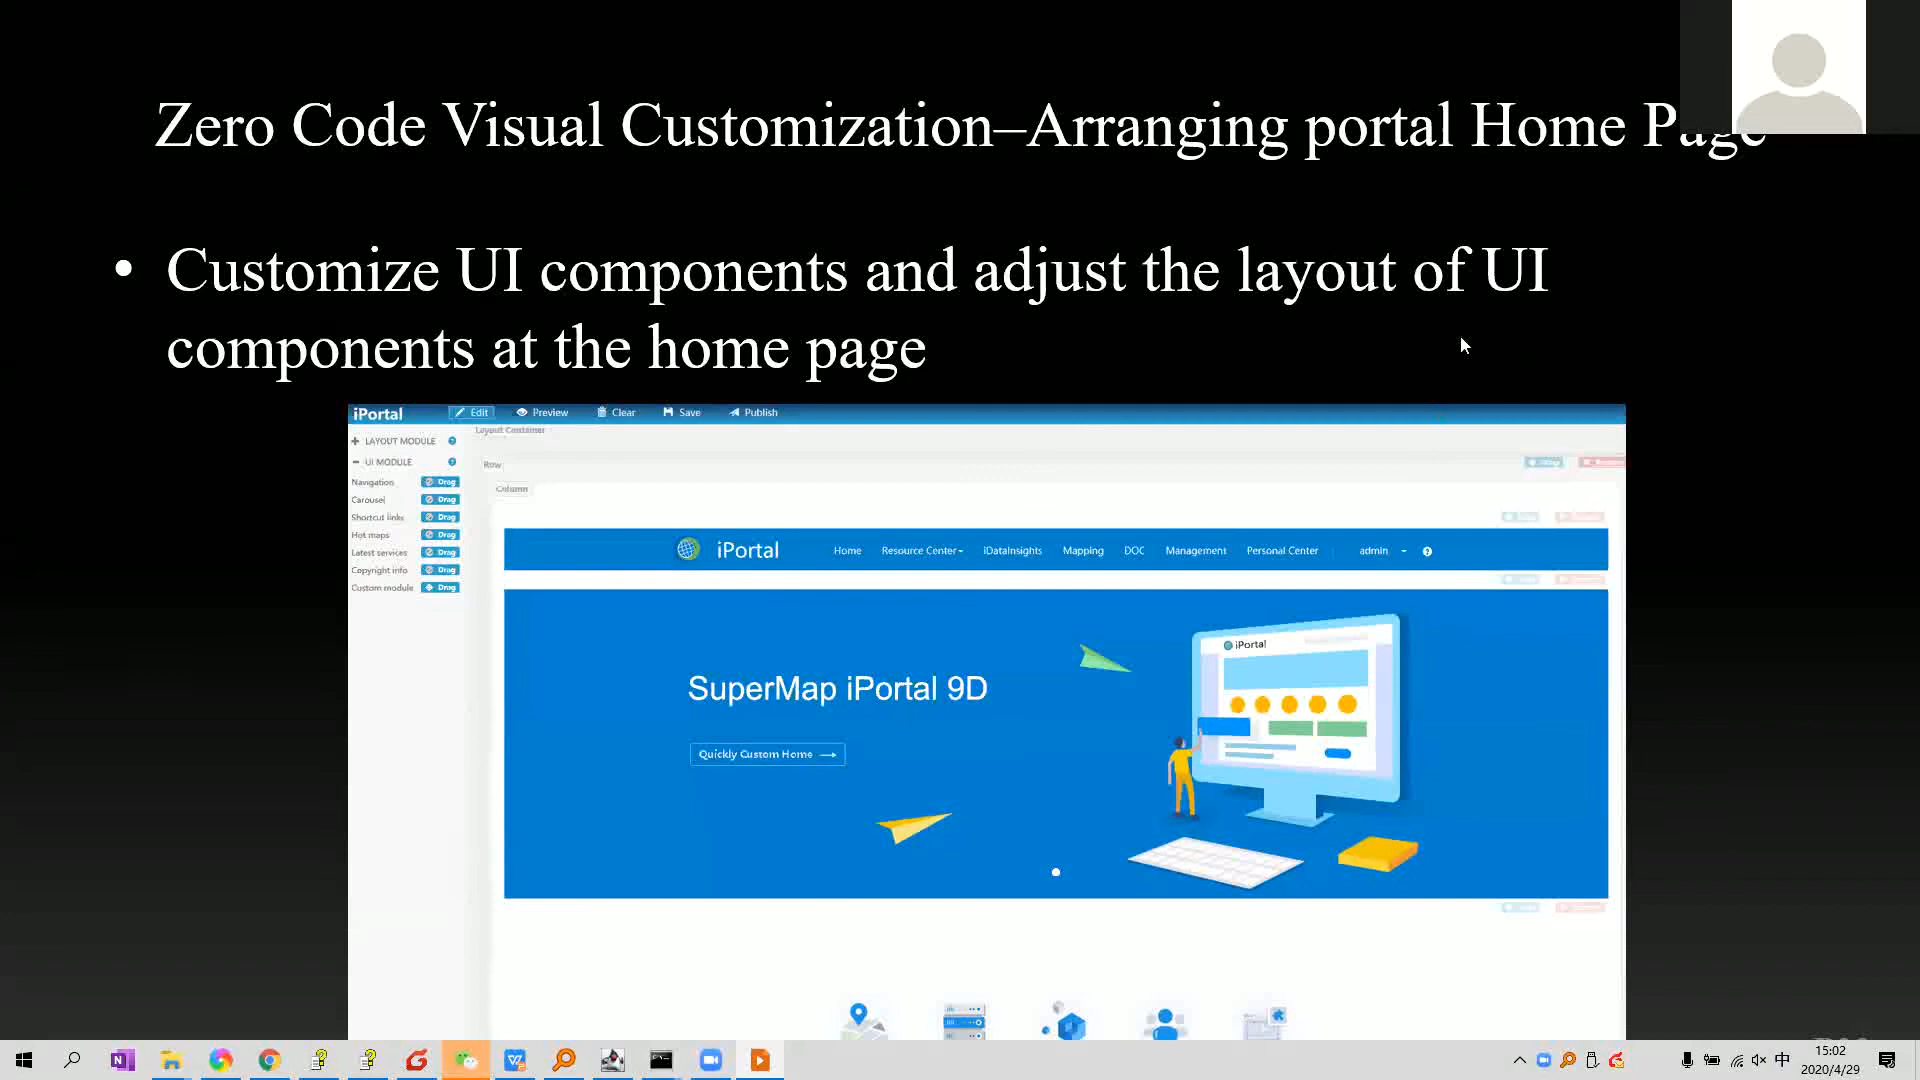 Zero Code Visual Customization–Arranging portal Home Page
• Customize UI components and adjust the layout of UI
components at the home page
iPortal Edit Preview Clear Save Publish
LAYOUT MODULE
Layout Container
UI MODULE
Row
Navigation Drag
Column
Carousel Drag
Shortcut links Drag
Hot maps Drag
Latest services Drag
Copyright info Drag
Custom module Drag
iPortal Home Resource Center IDataInsights Mapping DOC Management Personal Center admin
iPortal
SuperMap iPortal 9D
Quickly Custom Home
中
15:02
2020/4/29